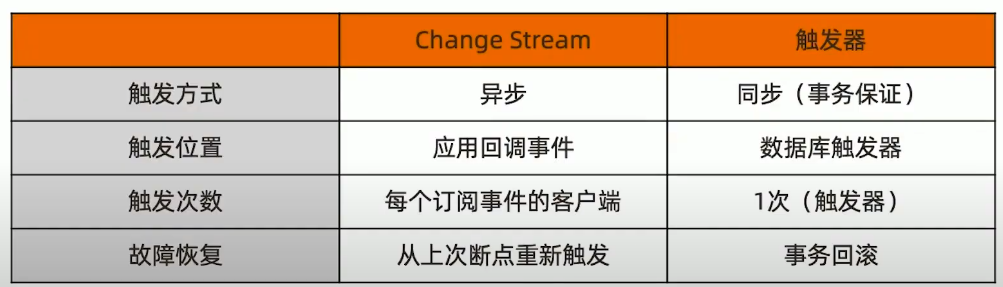 Change Stream 触发器
触发方式 异步 同步（事务保证）
触发位置 应用回调事件 数据库触发器
触发次数 每个订阅事件的客户端 1次（触发器）
故障恢复 从上次断点重新触发 事务回滚